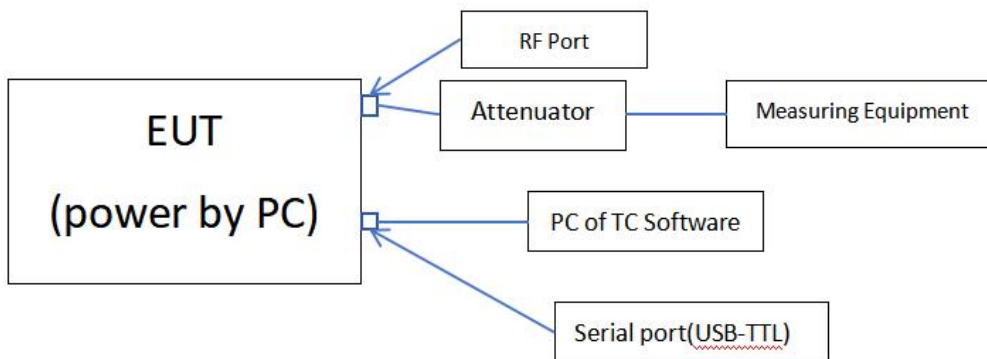 RF Port
EUT
(power by PC)
Attenuator
Measuring Equipment
PC of TC Software
Serial port(USB-TTL)